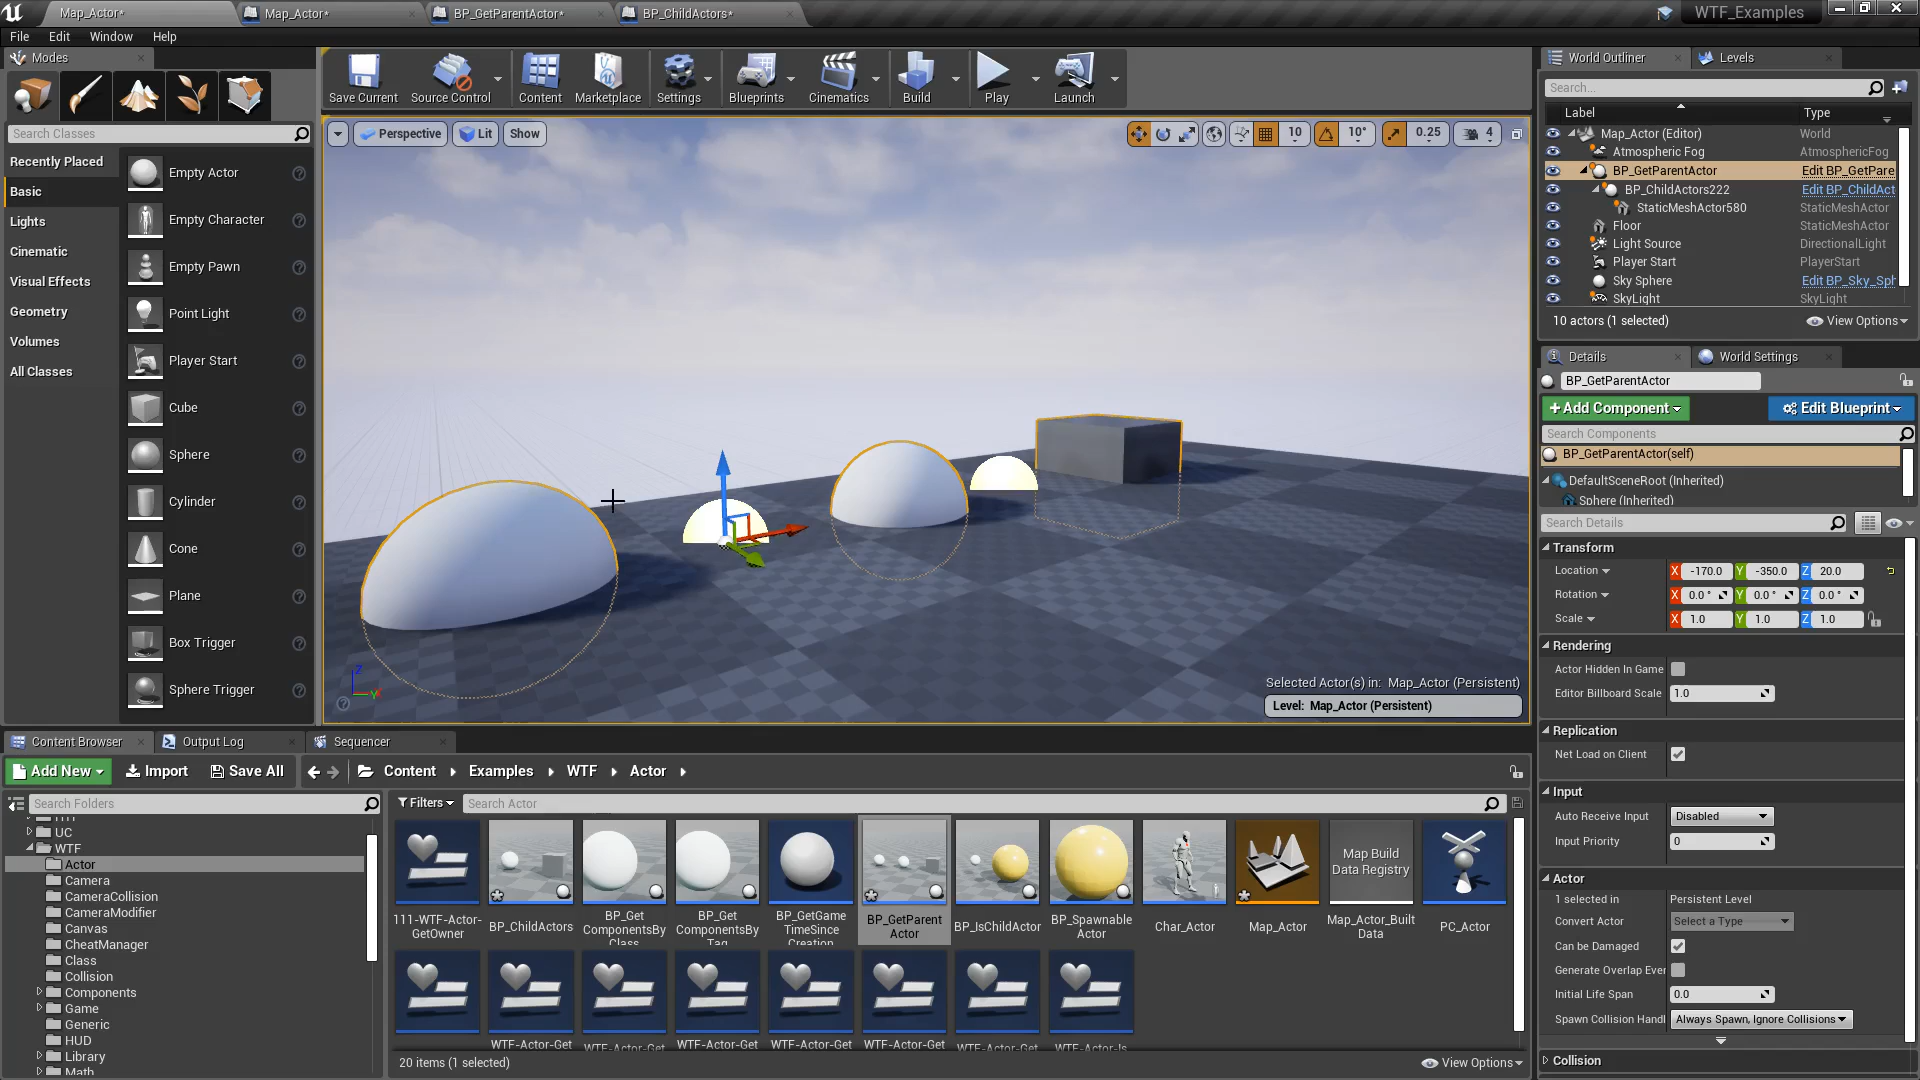 Map_Actor*
Map_Actor*
BP_GetParentActor*
BP_ChildActors*
WTF_Examples
File
Edit
Window
Help
Modes
Search Classes
Recently Placed
Basic
Lights
Cinematic
Visual Effects
Geometry
Volumes
All Classes
Empty Actor
Empty Character
Empty Pawn
Point Light
Player Start
Cube
Sphere
Cylinder
Cone
Plane
Box Trigger
Sphere Trigger
Save Current
Source Control
Content
Marketplace
Settings
Blueprints
Cinematics
Build
Play
Launch
Perspective
Lit
Show
10
10°
0.25
4
Selected Actor(s) in: Map_Actor (Persistent)
Level: Map_Actor (Persistent)
World Outliner
Levels
Search...
Label
Type
Map_Actor (Editor)
World
Atmospheric Fog
AtmosphericFog
BP_GetParentActor
Edit BP_GetPare
BP_ChildActors222
Edit BP_ChildAct
StaticMeshActor580
StaticMeshActor
Floor
StaticMeshActor
Light Source
DirectionalLight
Player Start
PlayerStart
Sky Sphere
Edit BP_Sky_Sph
SkyLight
SkyLight
10 actors (1 selected)
View Options
Details
World Settings
BP_GetParentActor
+Add Component
Edit Blueprint
Search Components
BP_GetParentActor(self)
DefaultSceneRoot (Inherited)
Sphere (Inherited)
Search Details
Transform
Location
X -170.0 Y -350.0 Z 20.0
Rotation
X 0.0 ° Y 0.0 ° Z 0.0 °
Scale
X 1.0 Y 1.0 Z 1.0
Rendering
Actor Hidden In Game
Editor Billboard Scale
1.0
Replication
Net Load on Client
Input
Auto Receive Input
Disabled
Input Priority
0
Actor
1 selected in
Persistent Level
Convert Actor
Select a Type
Can be Damaged
Generate Overlap Ever
Initial Life Span
0.0
Spawn Collision Handl
Always Spawn, Ignore Collisions
Collision
Content Browser
Output Log
Sequencer
Add New
Import
Save All
Content
Examples
WTF
Actor
Search Folders
UC
WTF
Actor
Camera
CameraCollision
CameraModifier
Canvas
CheatManager
Class
Collision
Components
Game
Generic
HUD
Library
Math
Filters
Search Actor
111-WTF-Actor-
GetOwner
BP_ChildActors
BP_Get
ComponentsBy
Class
BP_Get
ComponentsBy
Tag
BP_GetGame
TimeSince
Creation
BP_GetParent
Actor
BP_IsChildActor
BP_Spawnable
Actor
Char_Actor
Map_Actor
Map Build
Data Registry
Map_Actor_Built
Data
PC_Actor
WTF-Actor-Get
WTF-Actor-Get
WTF-Actor-Get
WTF-Actor-Get
WTF-Actor-Get
WTF-Actor-Get
WTF-Actor-Is
20 items (1 selected)
View Options
Z
Y